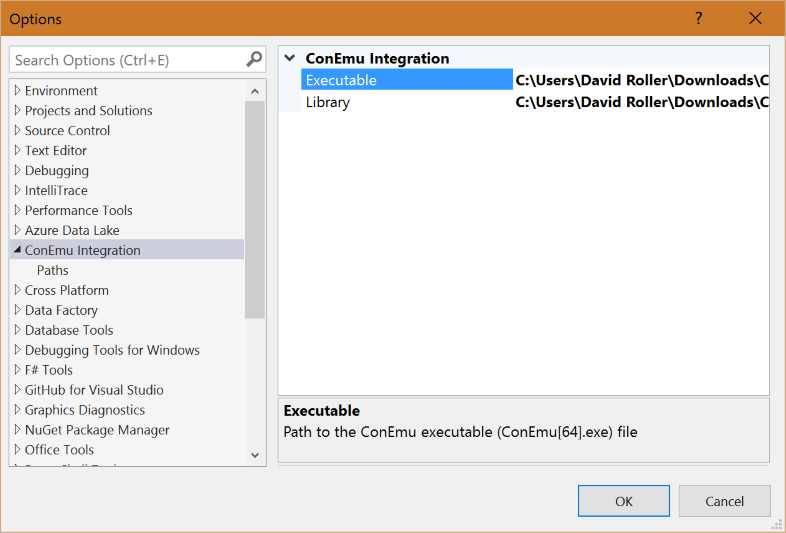 Options
?
Search Options (Ctrl+E)
Environment
Projects and Solutions
Source Control
Text Editor
Debugging
IntelliTrace
Performance Tools
Azure Data Lake
ConEmu Integration
Paths
Cross Platform
Data Factory
Database Tools
Debugging Tools for Windows
F# Tools
GitHub for Visual Studio
Graphics Diagnostics
NuGet Package Manager
Office Tools
ConEmu Integration
Executable C:\Users\David Roller\Downloads\C
Library C:\Users\David Roller\Downloads\C
Executable
Path to the ConEmu executable (ConEmu[64].exe) file
OK
Cancel